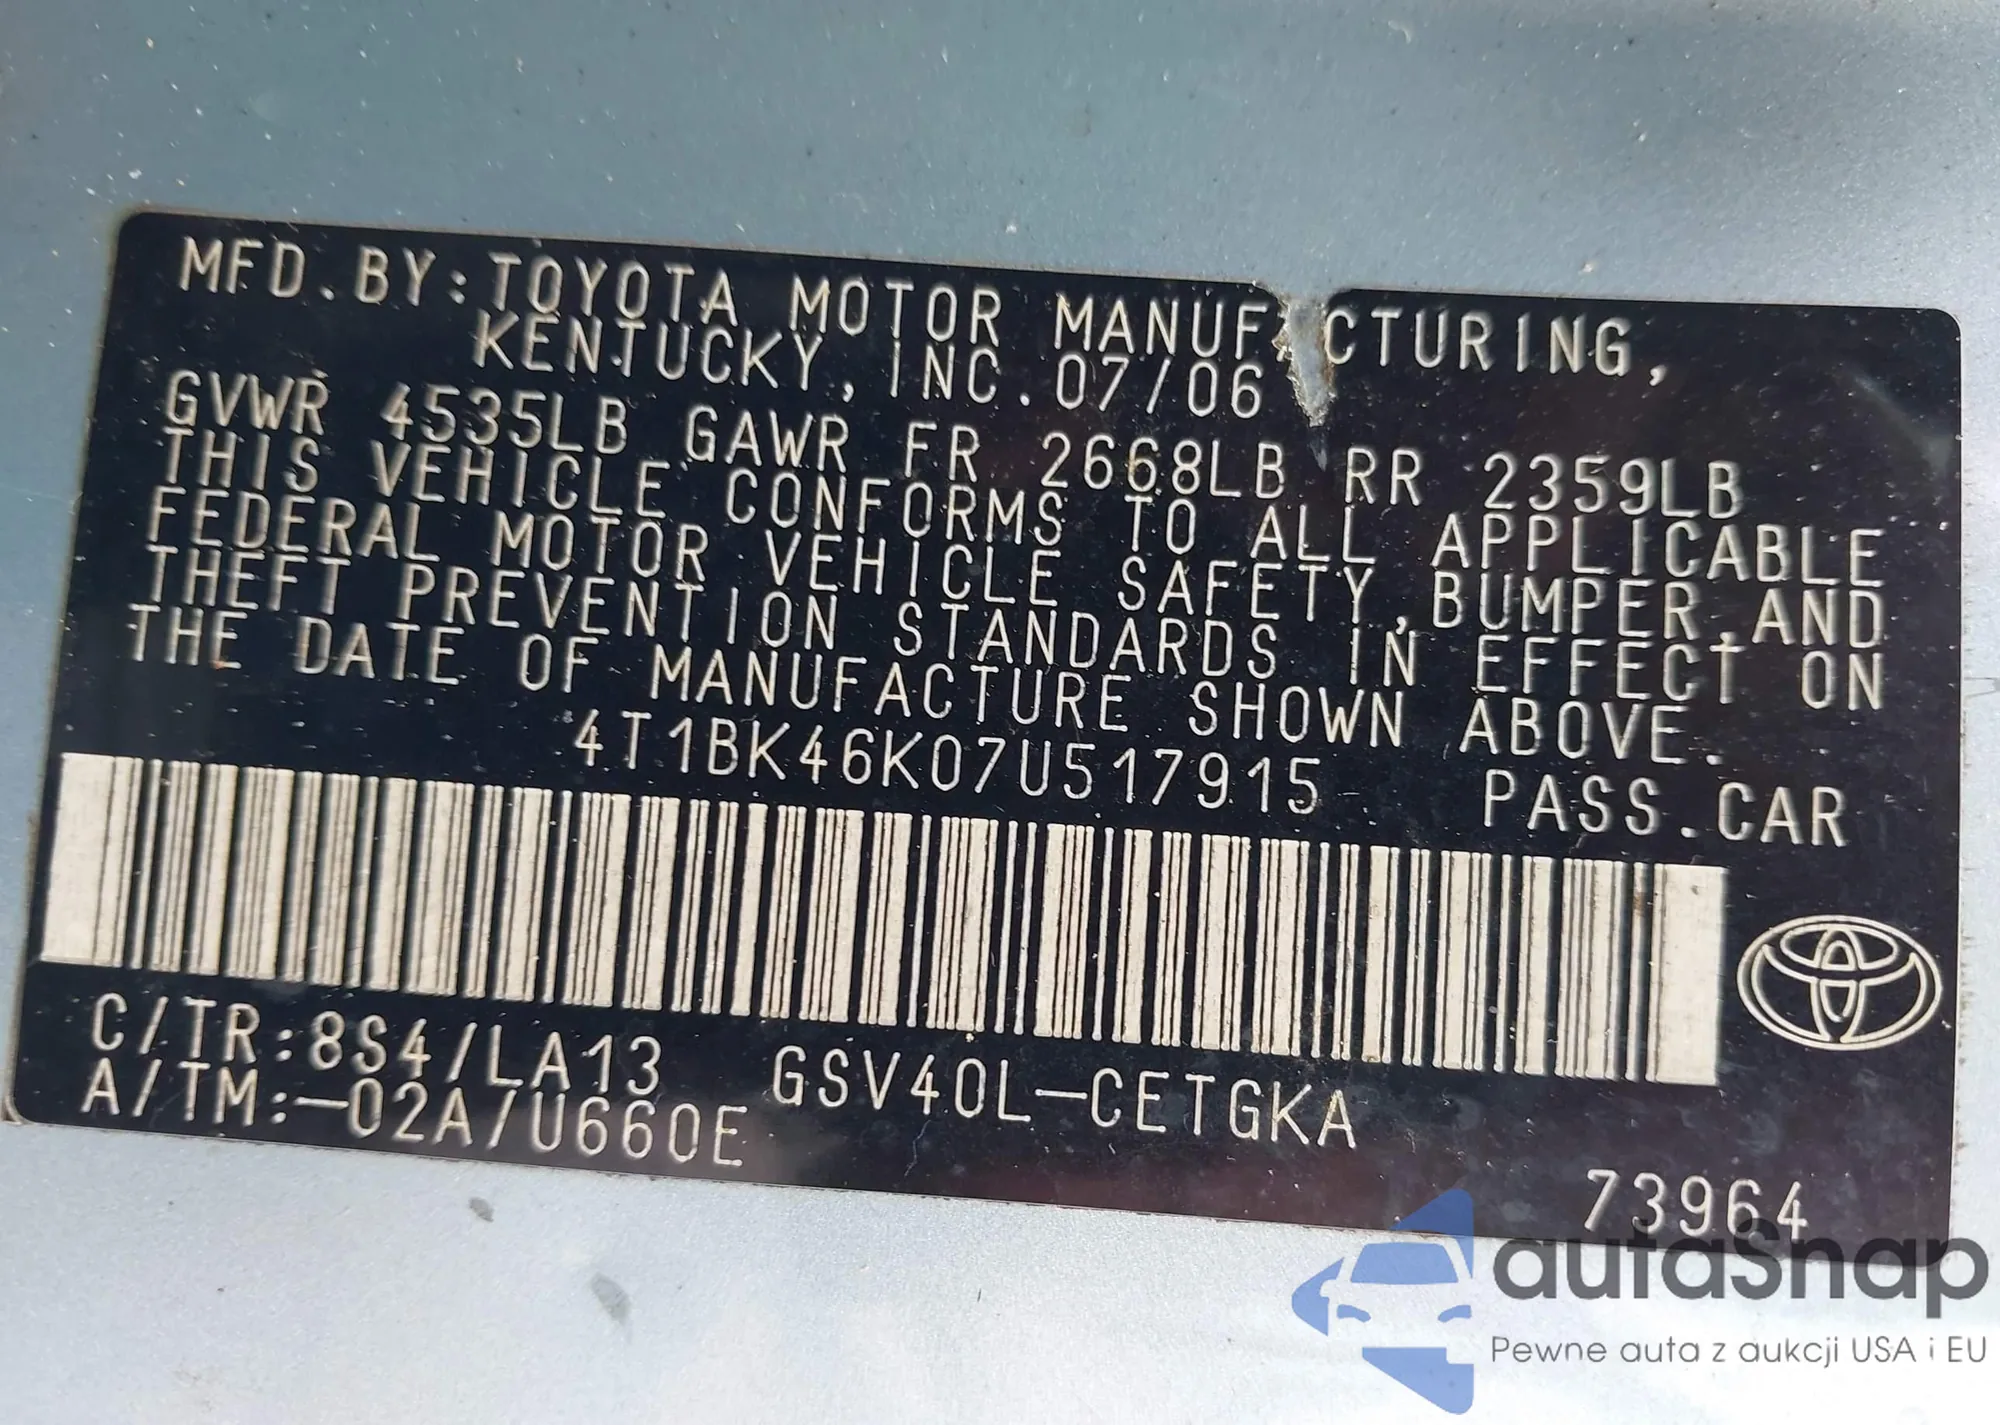 MFD.BY:TOYOTA MOTOR MANUFACTURING,
KENTUCKY, INC.07/06
GVWR 4535LB GAWR FR 2668LB RR 2359LB
THIS VEHICLE CONFORMS TO ALL APPLICABLE
FEDERAL MOTOR VEHICLE SAFETY,BUMPER,AND
THEFT PREVENTION STANDARDS IN EFFECT ON
THE DATE OF MANUFACTURE SHOWN ABOVE.
4T1BK46K07U517915 PASS.CAR
C/TR:8S4/LA13 GSV40L-CETGKA
A/TM:-02A/U660E
73964
autaSnap
Pewne auta z aukcji USA i EU